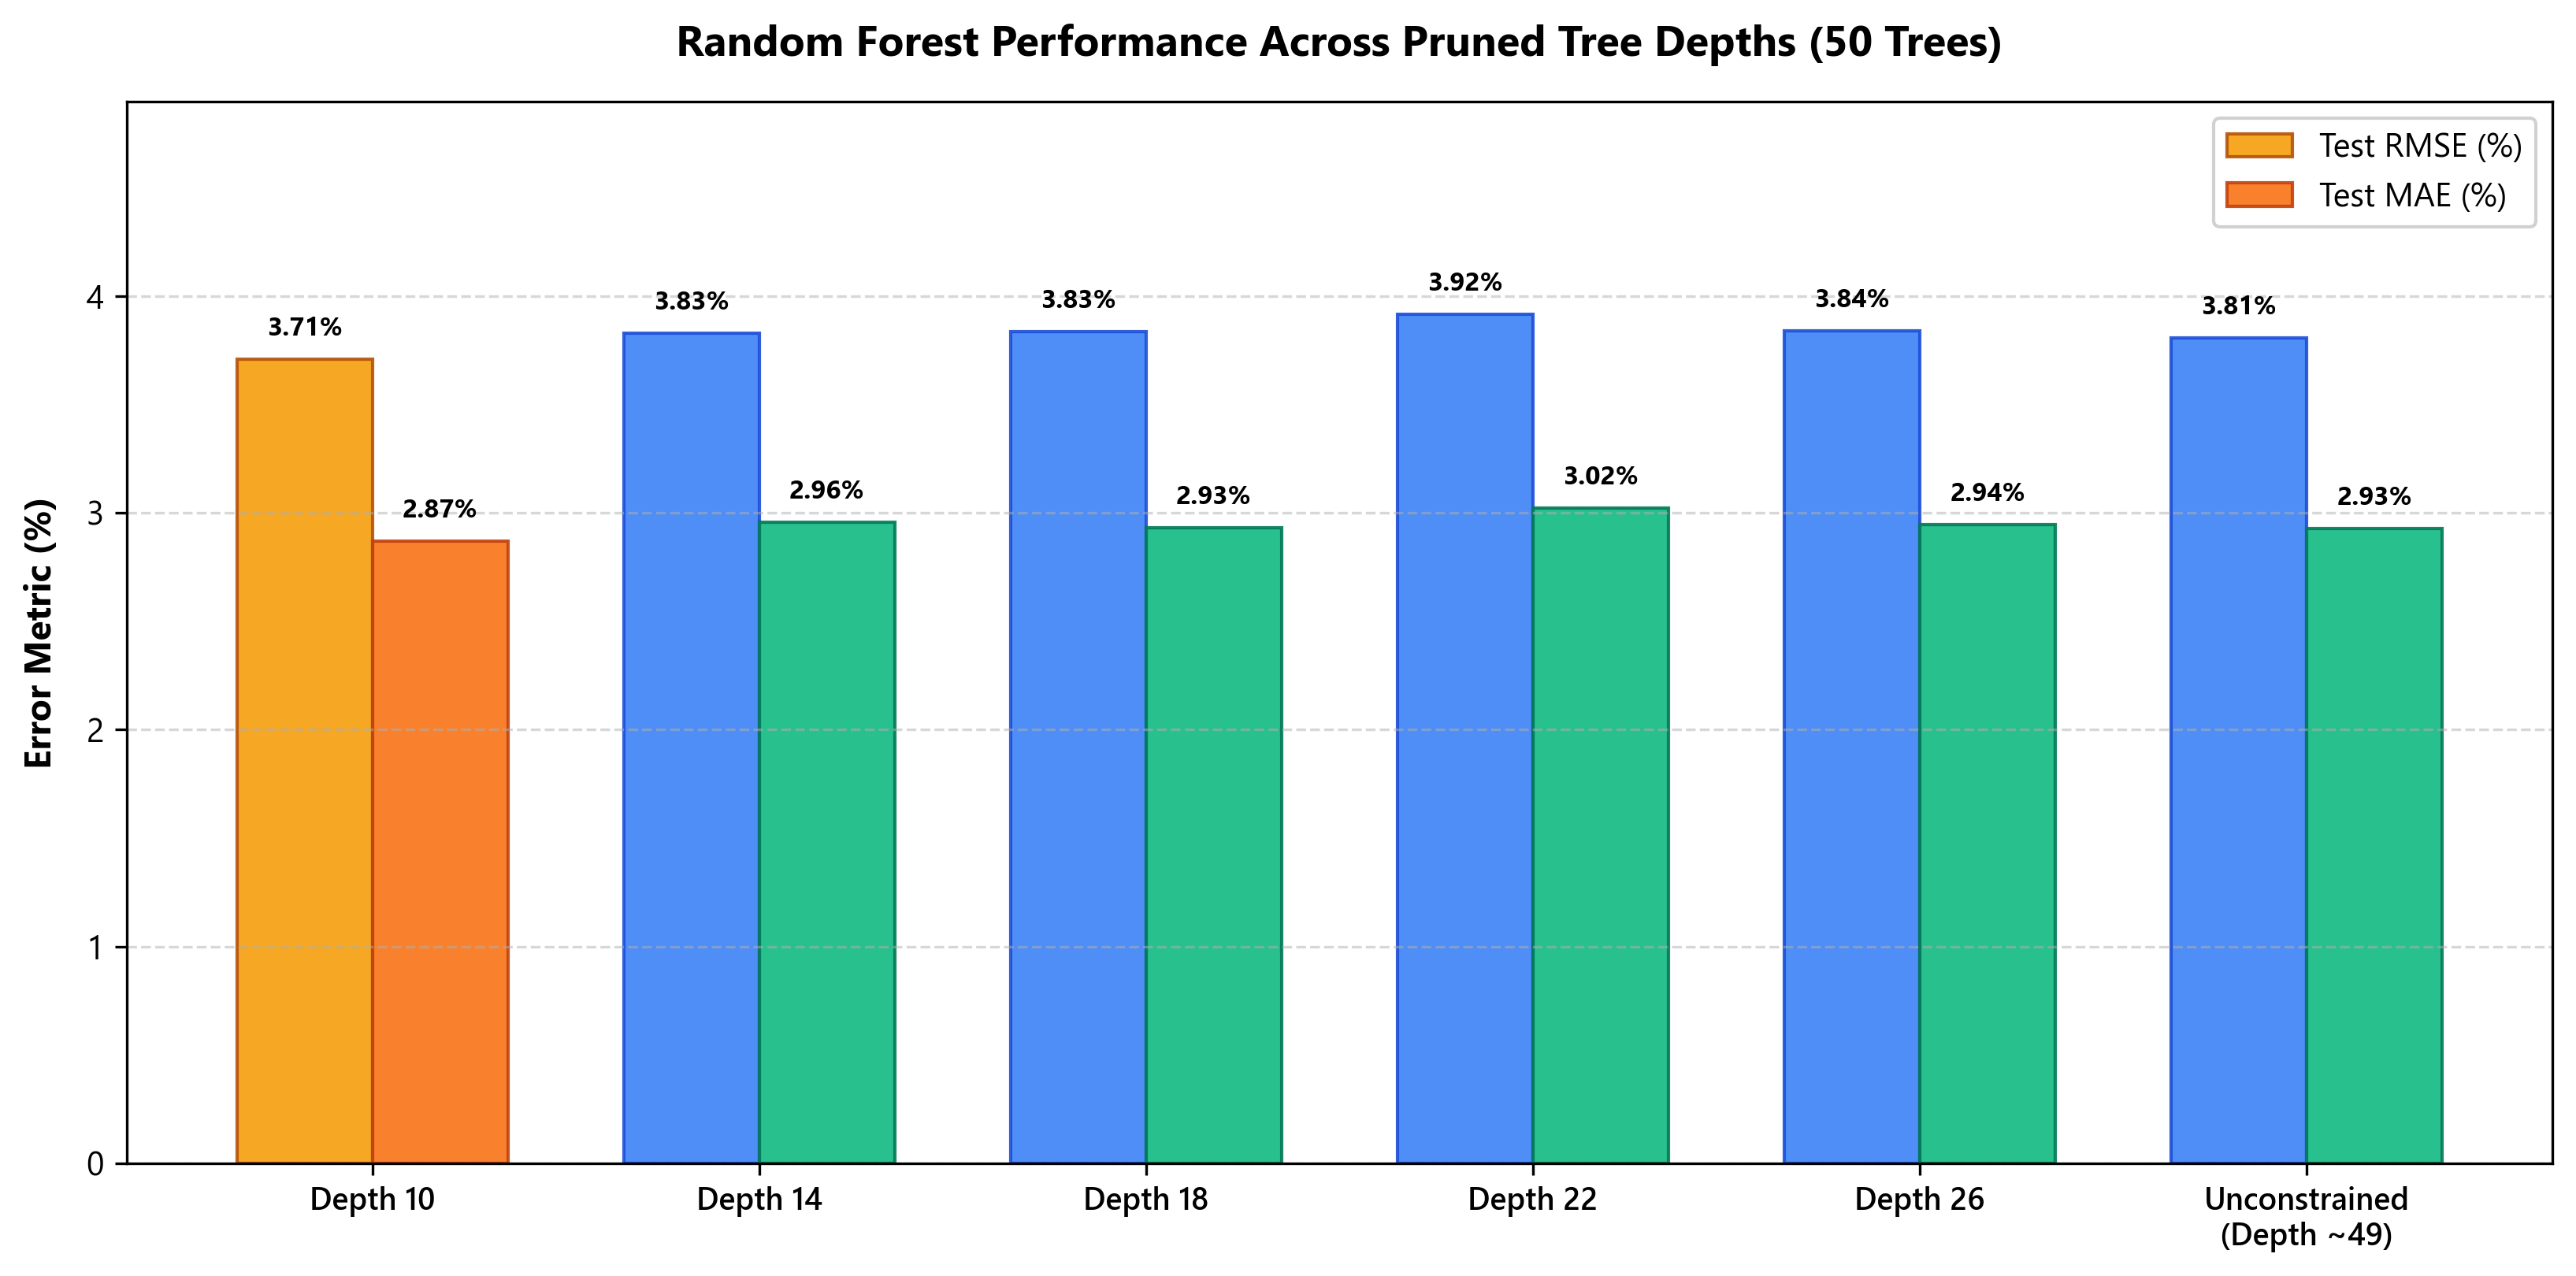 Random Forest Performance Across Pruned Tree Depths (50 Trees)
Test RMSE (%)
Test MAE (%)
Error Metric (%)
4
3
2
1
0
3.71%
2.87%
3.83%
2.96%
3.83%
2.93%
3.92%
3.02%
3.84%
2.94%
3.81%
2.93%
Depth 10
Depth 14
Depth 18
Depth 22
Depth 26
Unconstrained
(Depth ~49)